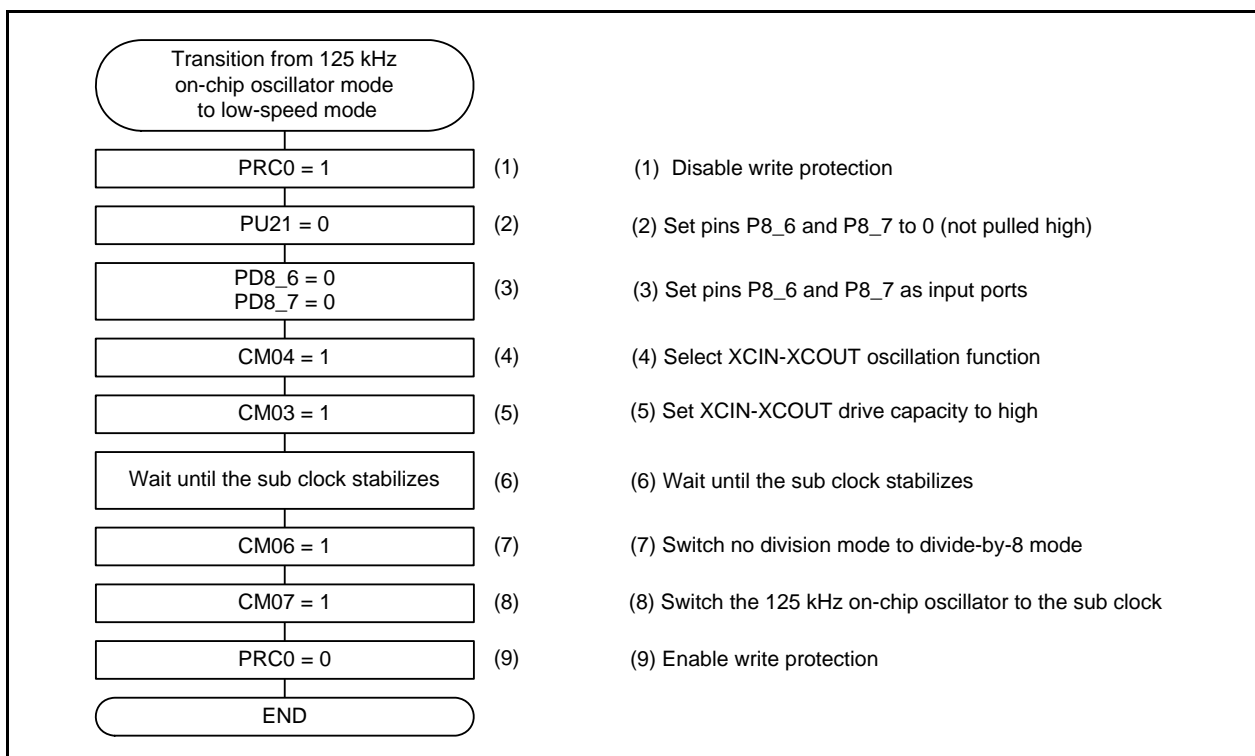 Transition from 125 kHz
on-chip oscillator mode
to low-speed mode
PRC0 = 1 (1) (1) Disable write protection
PU21 = 0 (2) (2) Set pins P8_6 and P8_7 to 0 (not pulled high)
PD8_6 = 0
PD8_7 = 0 (3) (3) Set pins P8_6 and P8_7 as input ports
CM04 = 1 (4) (4) Select XCIN-XCOUT oscillation function
CM03 = 1 (5) (5) Set XCIN-XCOUT drive capacity to high
Wait until the sub clock stabilizes (6) (6) Wait until the sub clock stabilizes
CM06 = 1 (7) (7) Switch no division mode to divide-by-8 mode
CM07 = 1 (8) (8) Switch the 125 kHz on-chip oscillator to the sub clock
PRC0 = 0 (9) (9) Enable write protection
END